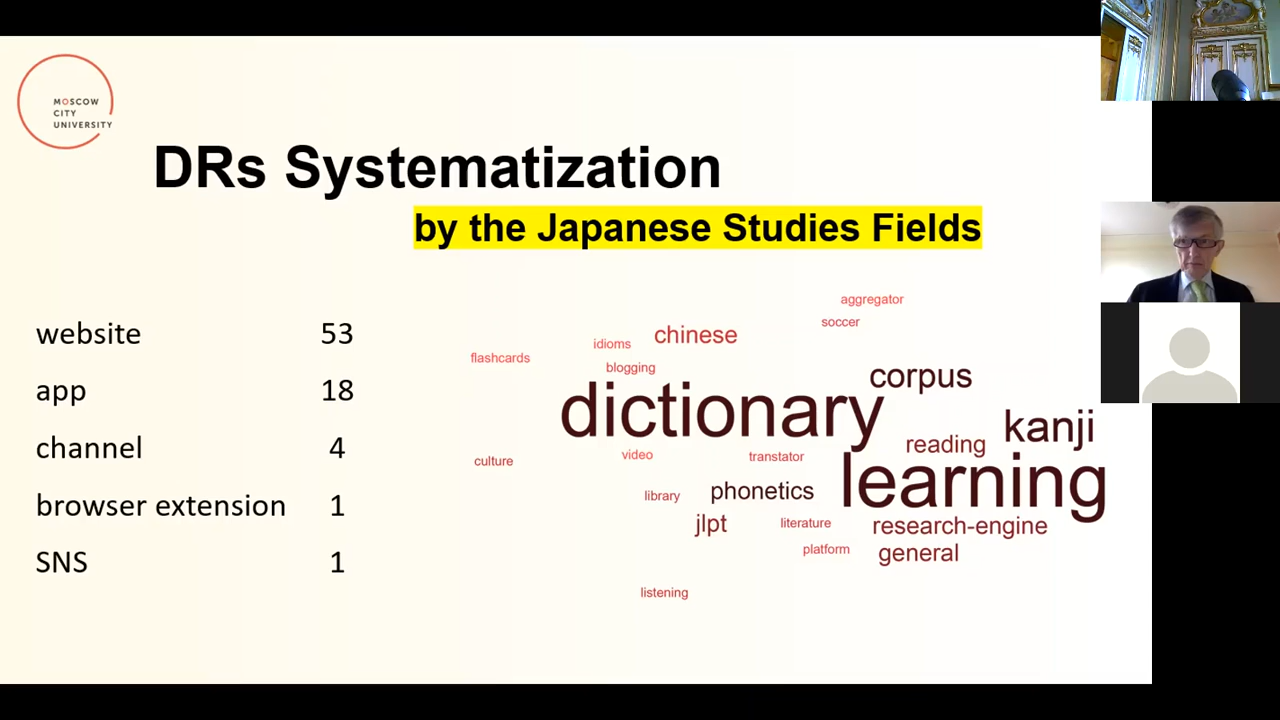 MOSCOW
CITY
UNIVERSITY
DRs Systematization
by the Japanese Studies Fields
website 53
app 18
channel 4
browser extension 1
SNS 1
aggregator
soccer
idioms
chinese
flashcards
blogging
corpus
dictionary
kanji
reading
culture
video
translator
learning
library
phonetics
jlpt
literature
research-engine
platform
general
listening